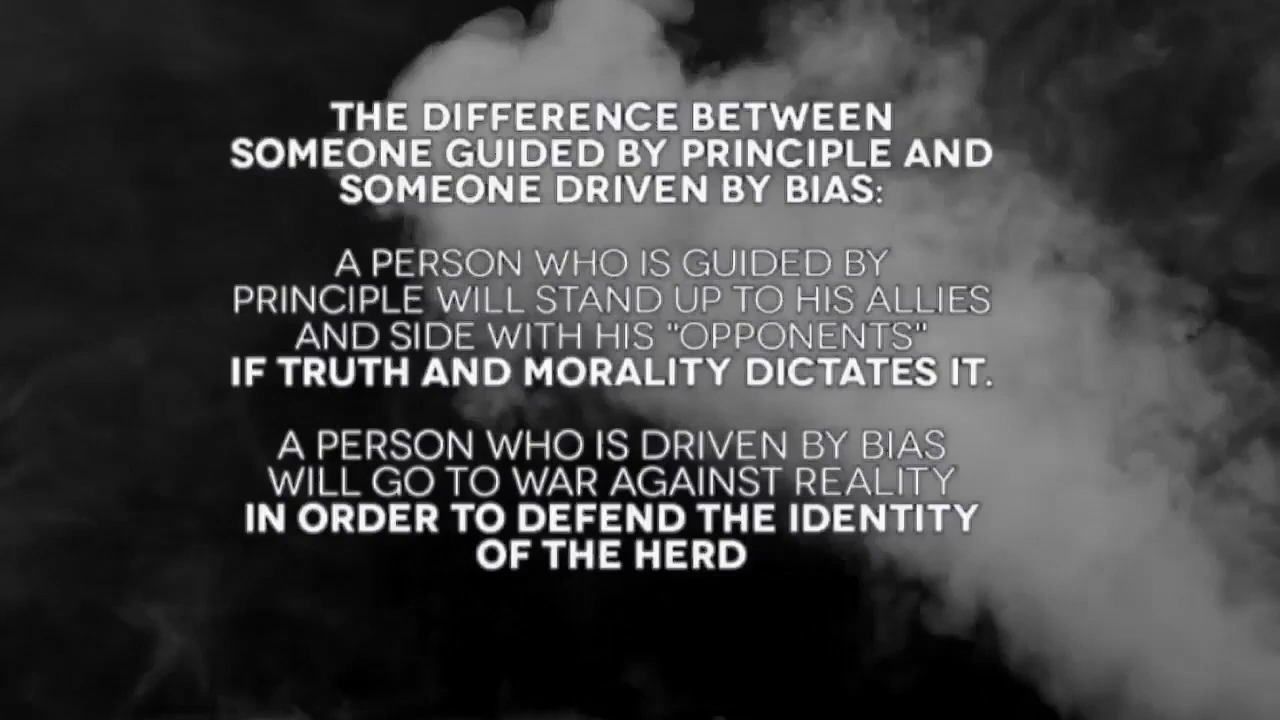 THE DIFFERENCE BETWEEN
SOMEONE GUIDED BY PRINCIPLE AND
SOMEONE DRIVEN BY BIAS:
A PERSON WHO IS GUIDED BY
PRINCIPLE WILL STAND UP TO HIS ALLIES
AND SIDE WITH HIS "OPPONENTS"
IF TRUTH AND MORALITY DICTATES IT.
A PERSON WHO IS DRIVEN BY BIAS
WILL GO TO WAR AGAINST REALITY
IN ORDER TO DEFEND THE IDENTITY
OF THE HERD